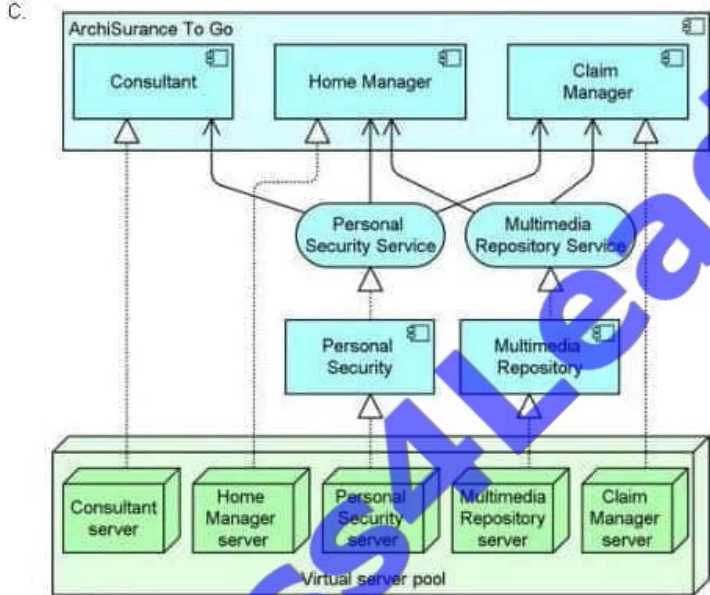 C.
ArchiSurance To Go
Consultant
Home Manager
Claim
Manager
Personal
Security Service
Multimedia
Repository Service
Personal
Security
Multimedia
Repository
Consultant
server
Home
Manager
server
Personal
Security
server
Multimedia
Repository
server
Claim
Manager
server
Virtual server pool